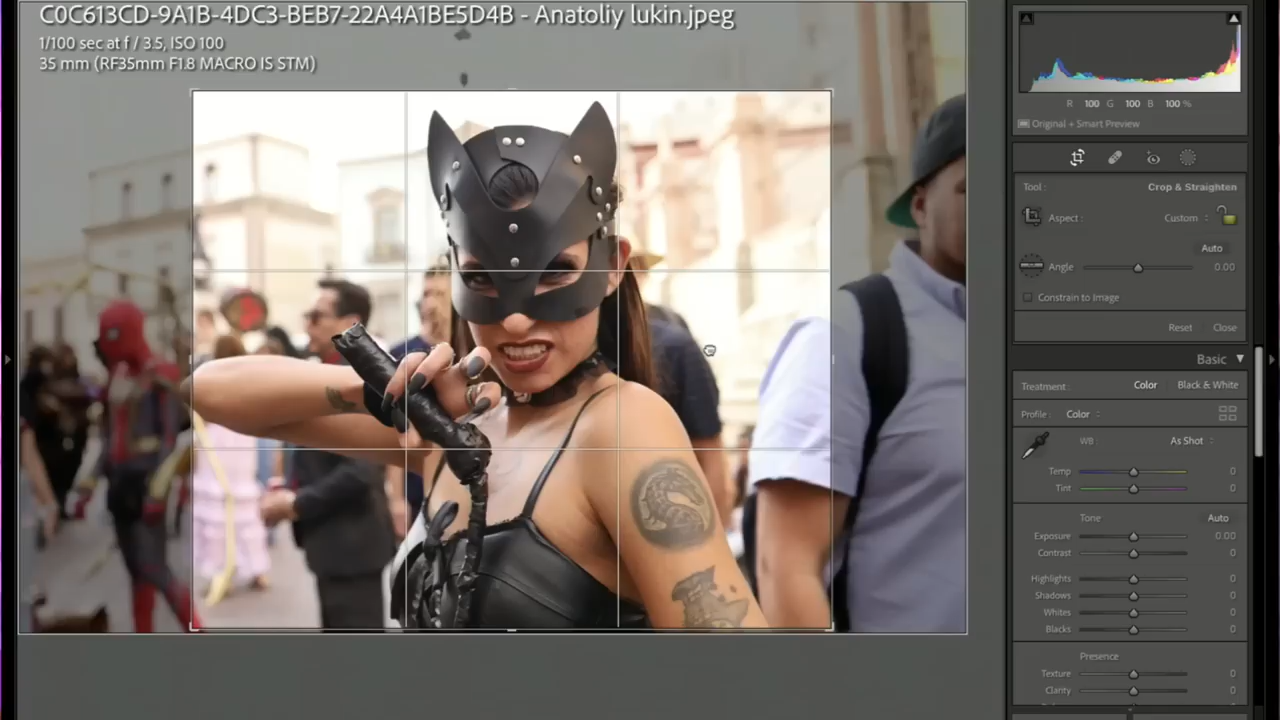 C0C613CD-9A1B-4DC3-BEB7-22A4A1BE5D4B - Anatoliy lukin.jpeg
1/100 sec at f / 3.5, ISO 100
35 mm (RF35mm F1.8 MACRO IS STM)
R 100 G 100 B 100 %
Original + Smart Preview
Tool : Crop & Straighten
Aspect : Custom :
Auto
Angle 0.00
Constrain to Image
Reset Close
Basic
Treatment : Color Black & White
Profile : Color :
WB : As Shot :
Temp 0
Tint 0
Tone Auto
Exposure 0.00
Contrast 0
Highlights 0
Shadows 0
Whites 0
Blacks 0
Presence
Texture 0
Clarity 0